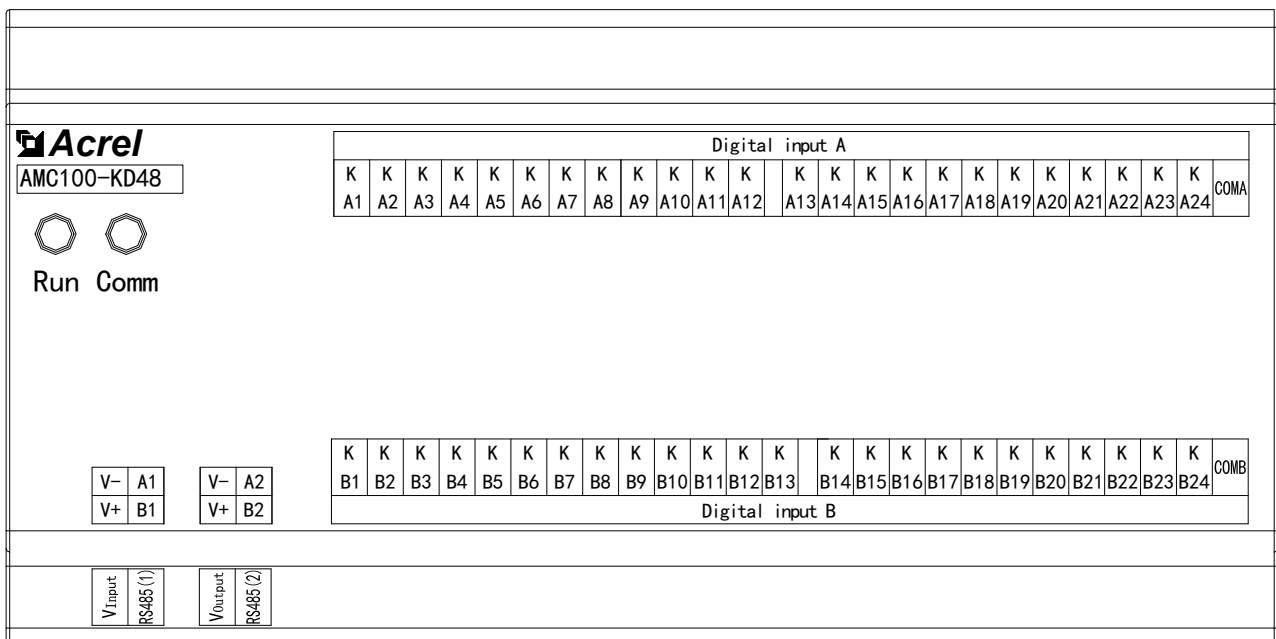 Acrel
AMC100-KD48
Run Comm
Digital input A
K K K K K K K K K K K K K K K K K K K K K K K K
A1 A2 A3 A4 A5 A6 A7 A8 A9 A10 A11 A12 A13 A14 A15 A16 A17 A18 A19 A20 A21 A22 A23 A24 COMA
K K K K K K K K K K K K K K K K K K K K K K K K
B1 B2 B3 B4 B5 B6 B7 B8 B9 B10 B11 B12 B13 B14 B15 B16 B17 B18 B19 B20 B21 B22 B23 B24 COMB
Digital input B
V- A1
V+ B1
V- A2
V+ B2
VInput
RS485(1)
VOutput
RS485(2)